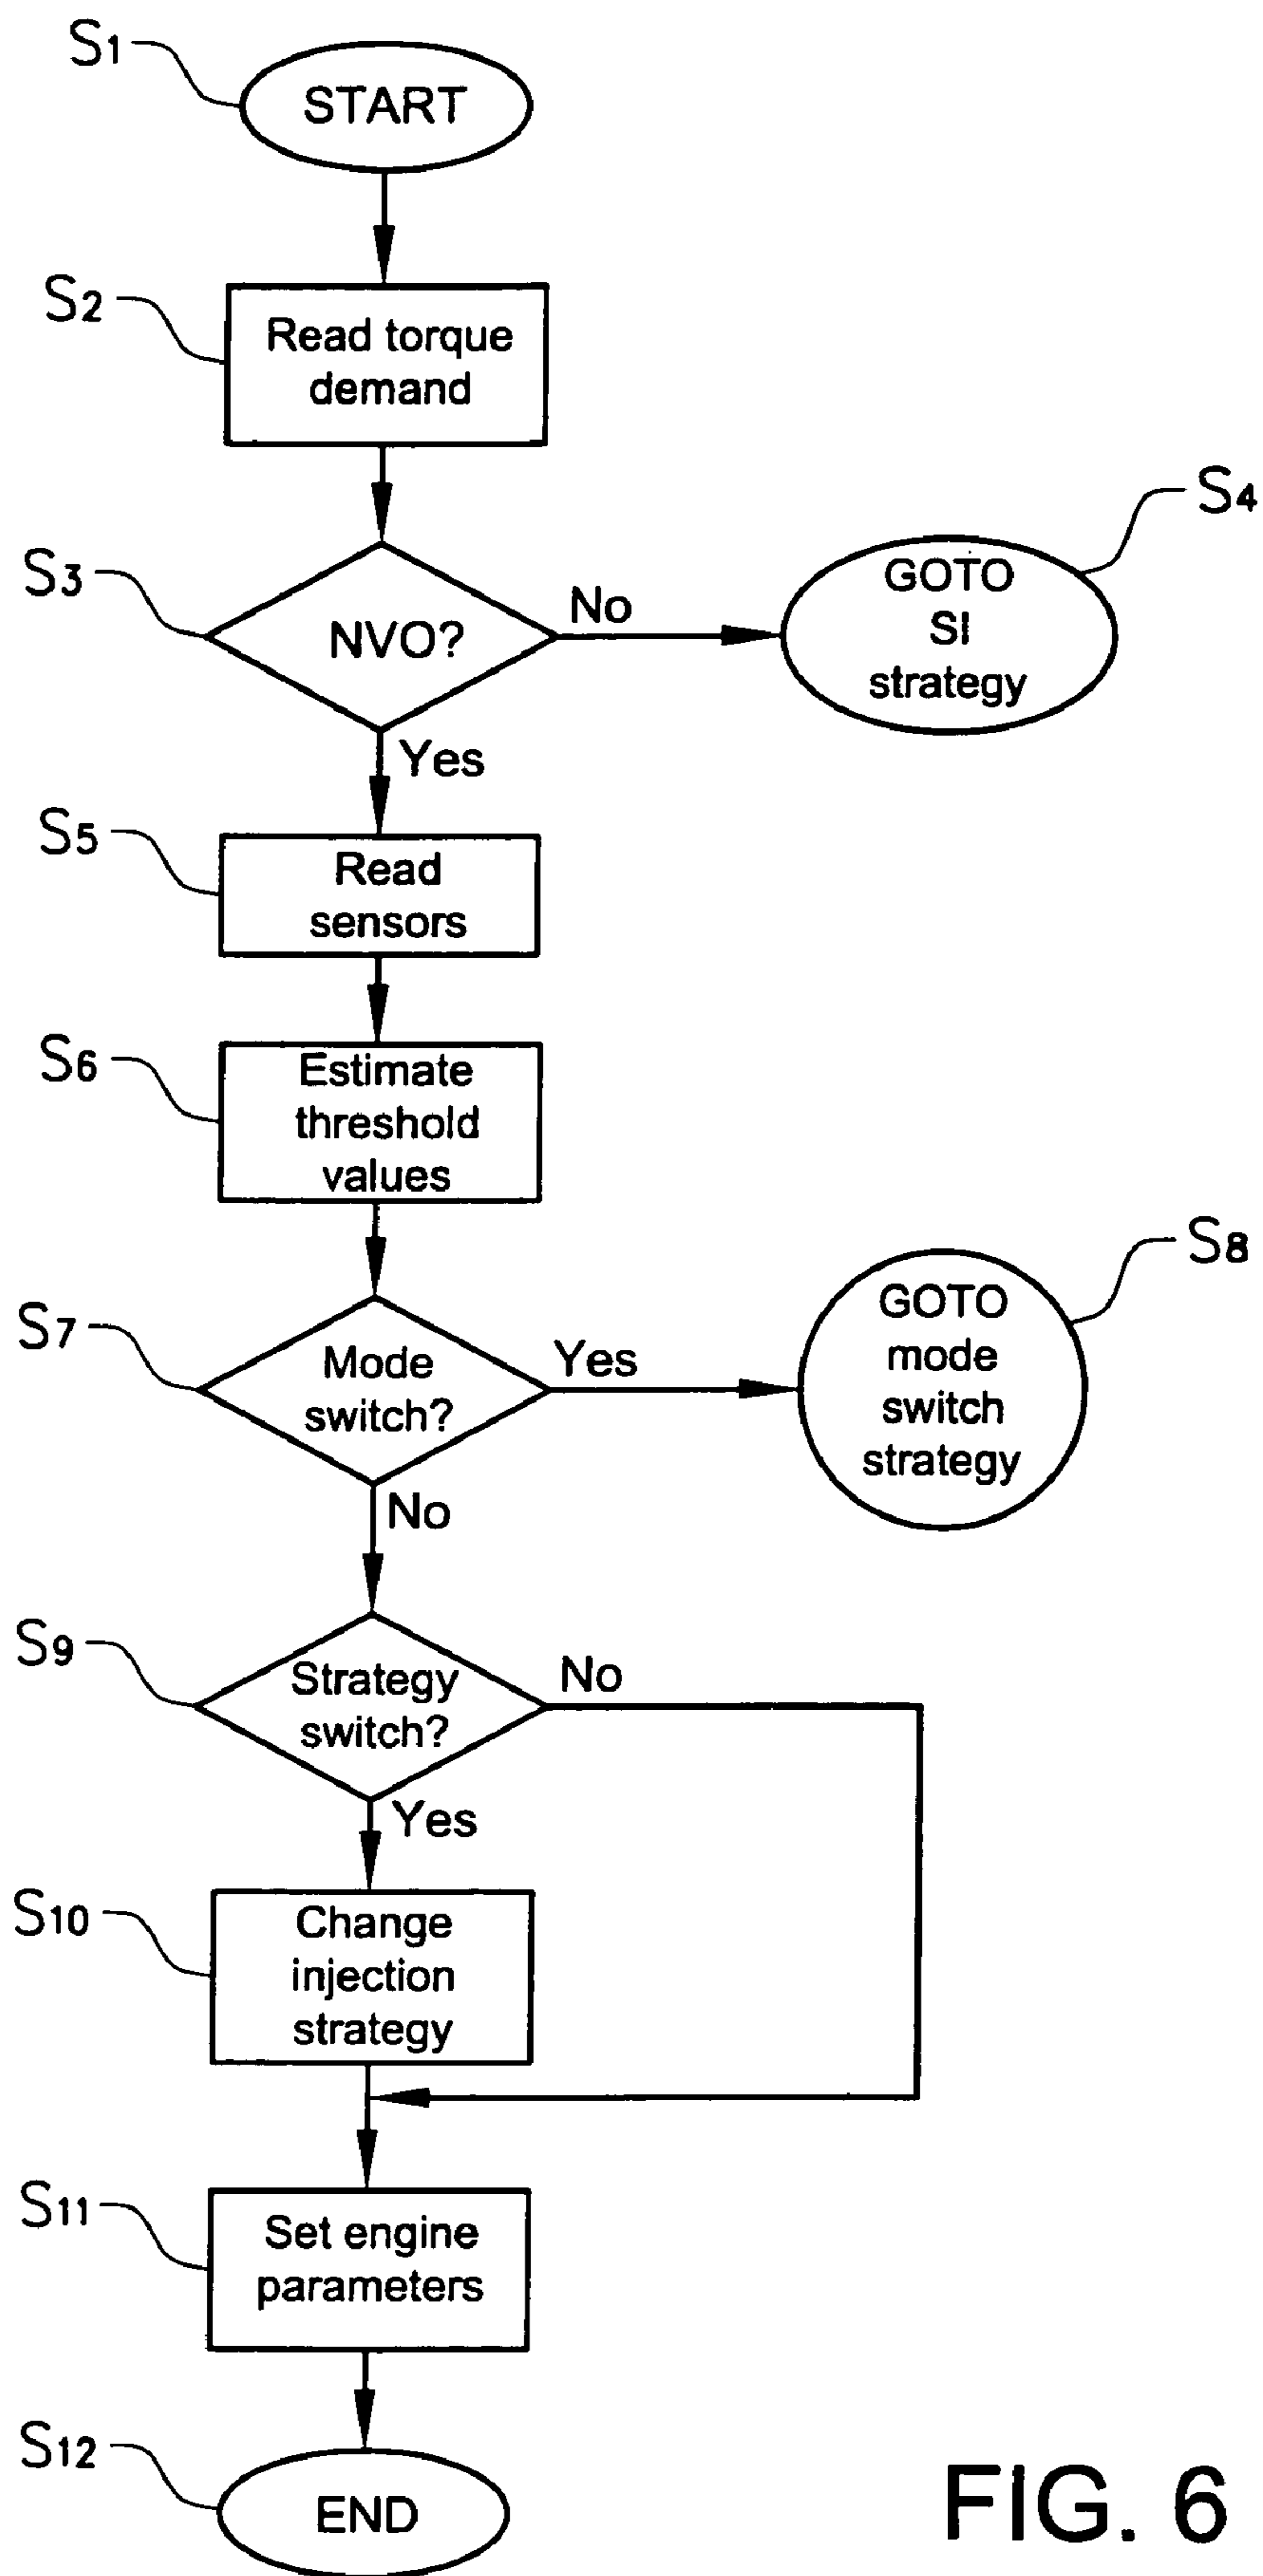 S1
START
S2
Read torque
demand
S3
NVO?
No
S4
GOTO
SI
strategy
Yes
S5
Read
sensors
S6
Estimate
threshold
values
S7
Mode
switch?
Yes
S8
GOTO
mode
switch
strategy
No
S9
Strategy
switch?
No
Yes
S10
Change
injection
strategy
S11
Set engine
parameters
S12
END
FIG. 6